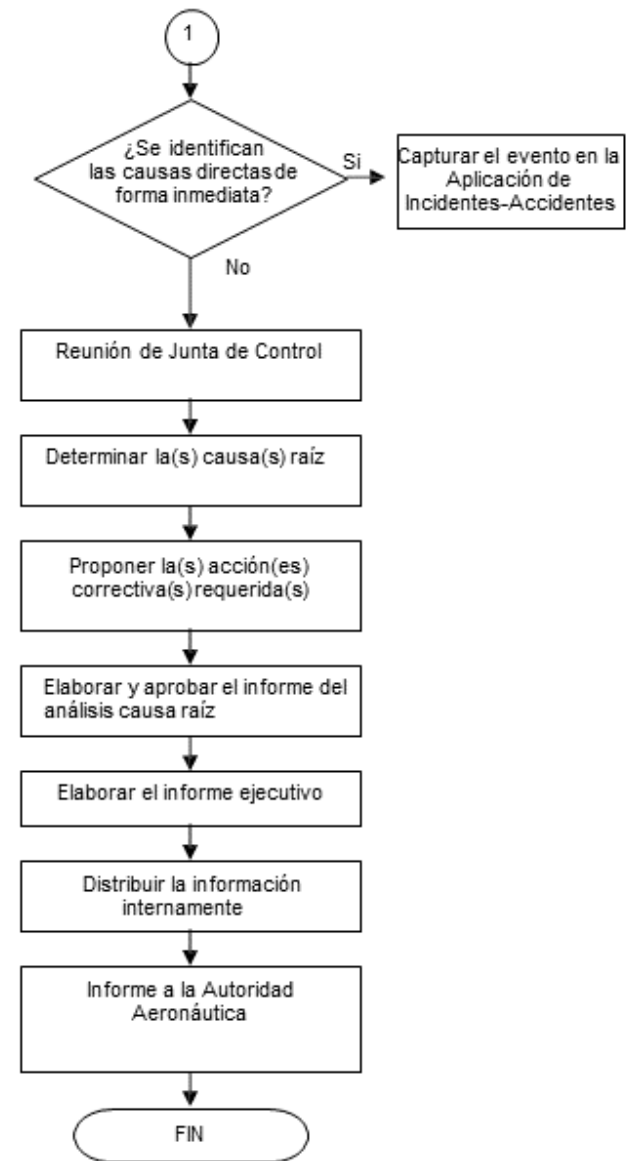 1
¿Se identifican
las causas directas de
forma inmediata?
Si
Capturar el evento en la
Aplicación de
Incidentes-Accidentes
No
Reunión de Junta de Control
Determinar la(s) causa(s) raíz
Proponer la(s) acción(es)
correctiva(s) requerida(s)
Elaborar y aprobar el informe del
análisis causa raíz
Elaborar el informe ejecutivo
Distribuir la información
internamente
Informe a la Autoridad
Aeronáutica
FIN